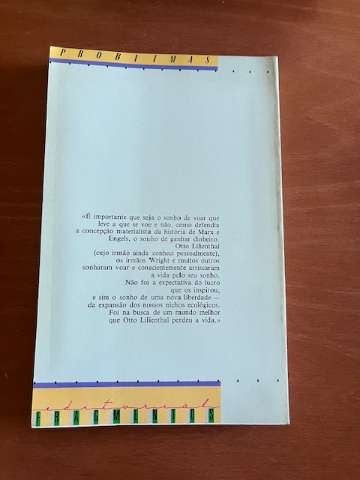 PROBLEMAS
«É importante que seja o sonho de voar que
leve a que se voe e não, como defendia
a concepção materialista da história de Marx e
Engels, o sonho de ganhar dinheiro.
Otto Lilienthal
(cujo irmão ainda conheci pessoalmente),
os irmãos Wright e muitos outros
sonharam voar e conscientemente arriscaram
a vida pelo seu sonho.
Não foi a expectativa do lucro
que os inspirou,
e sim o sonho de uma nova liberdade —
da expansão dos nossos nichos ecológicos.
Foi na busca de um mundo melhor
que Otto Lilienthal perdeu a vida.»
editorial
FRAGMENTOS